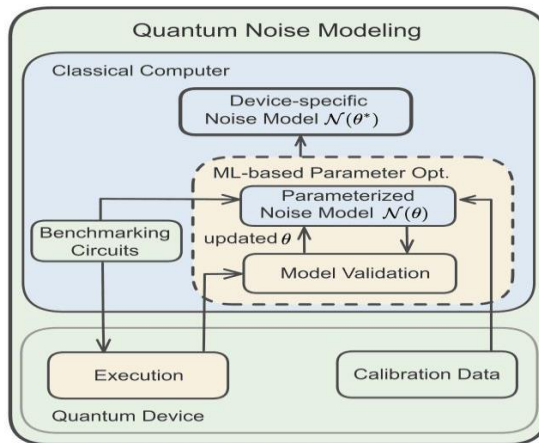 Quantum Noise Modeling
Classical Computer
Device-specific
Noise Model 𝒩(θ*)
ML-based Parameter Opt.
Parameterized
Noise Model 𝒩(θ)
Benchmarking
Circuits
updated θ
Model Validation
Execution
Calibration Data
Quantum Device